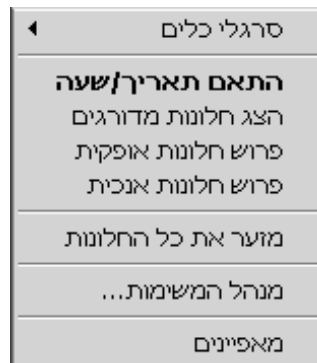 סרגלי כלים
התאם תאריך/שעה
הצג חלונות מדורגים
פרוש חלונות אופקית
פרוש חלונות אנכית
מזער את כל החלונות
מנהל המשימות...
מאפיינים